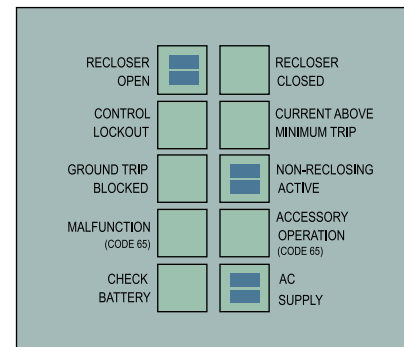 RECLOSER
OPEN
RECLOSER
CLOSED
CONTROL
LOCKOUT
CURRENT ABOVE
MINIMUM TRIP
GROUND TRIP
BLOCKED
NON-RECLOSING
ACTIVE
MALFUNCTION
(CODE 65)
ACCESSORY
OPERATION
(CODE 65)
CHECK
BATTERY
AC
SUPPLY